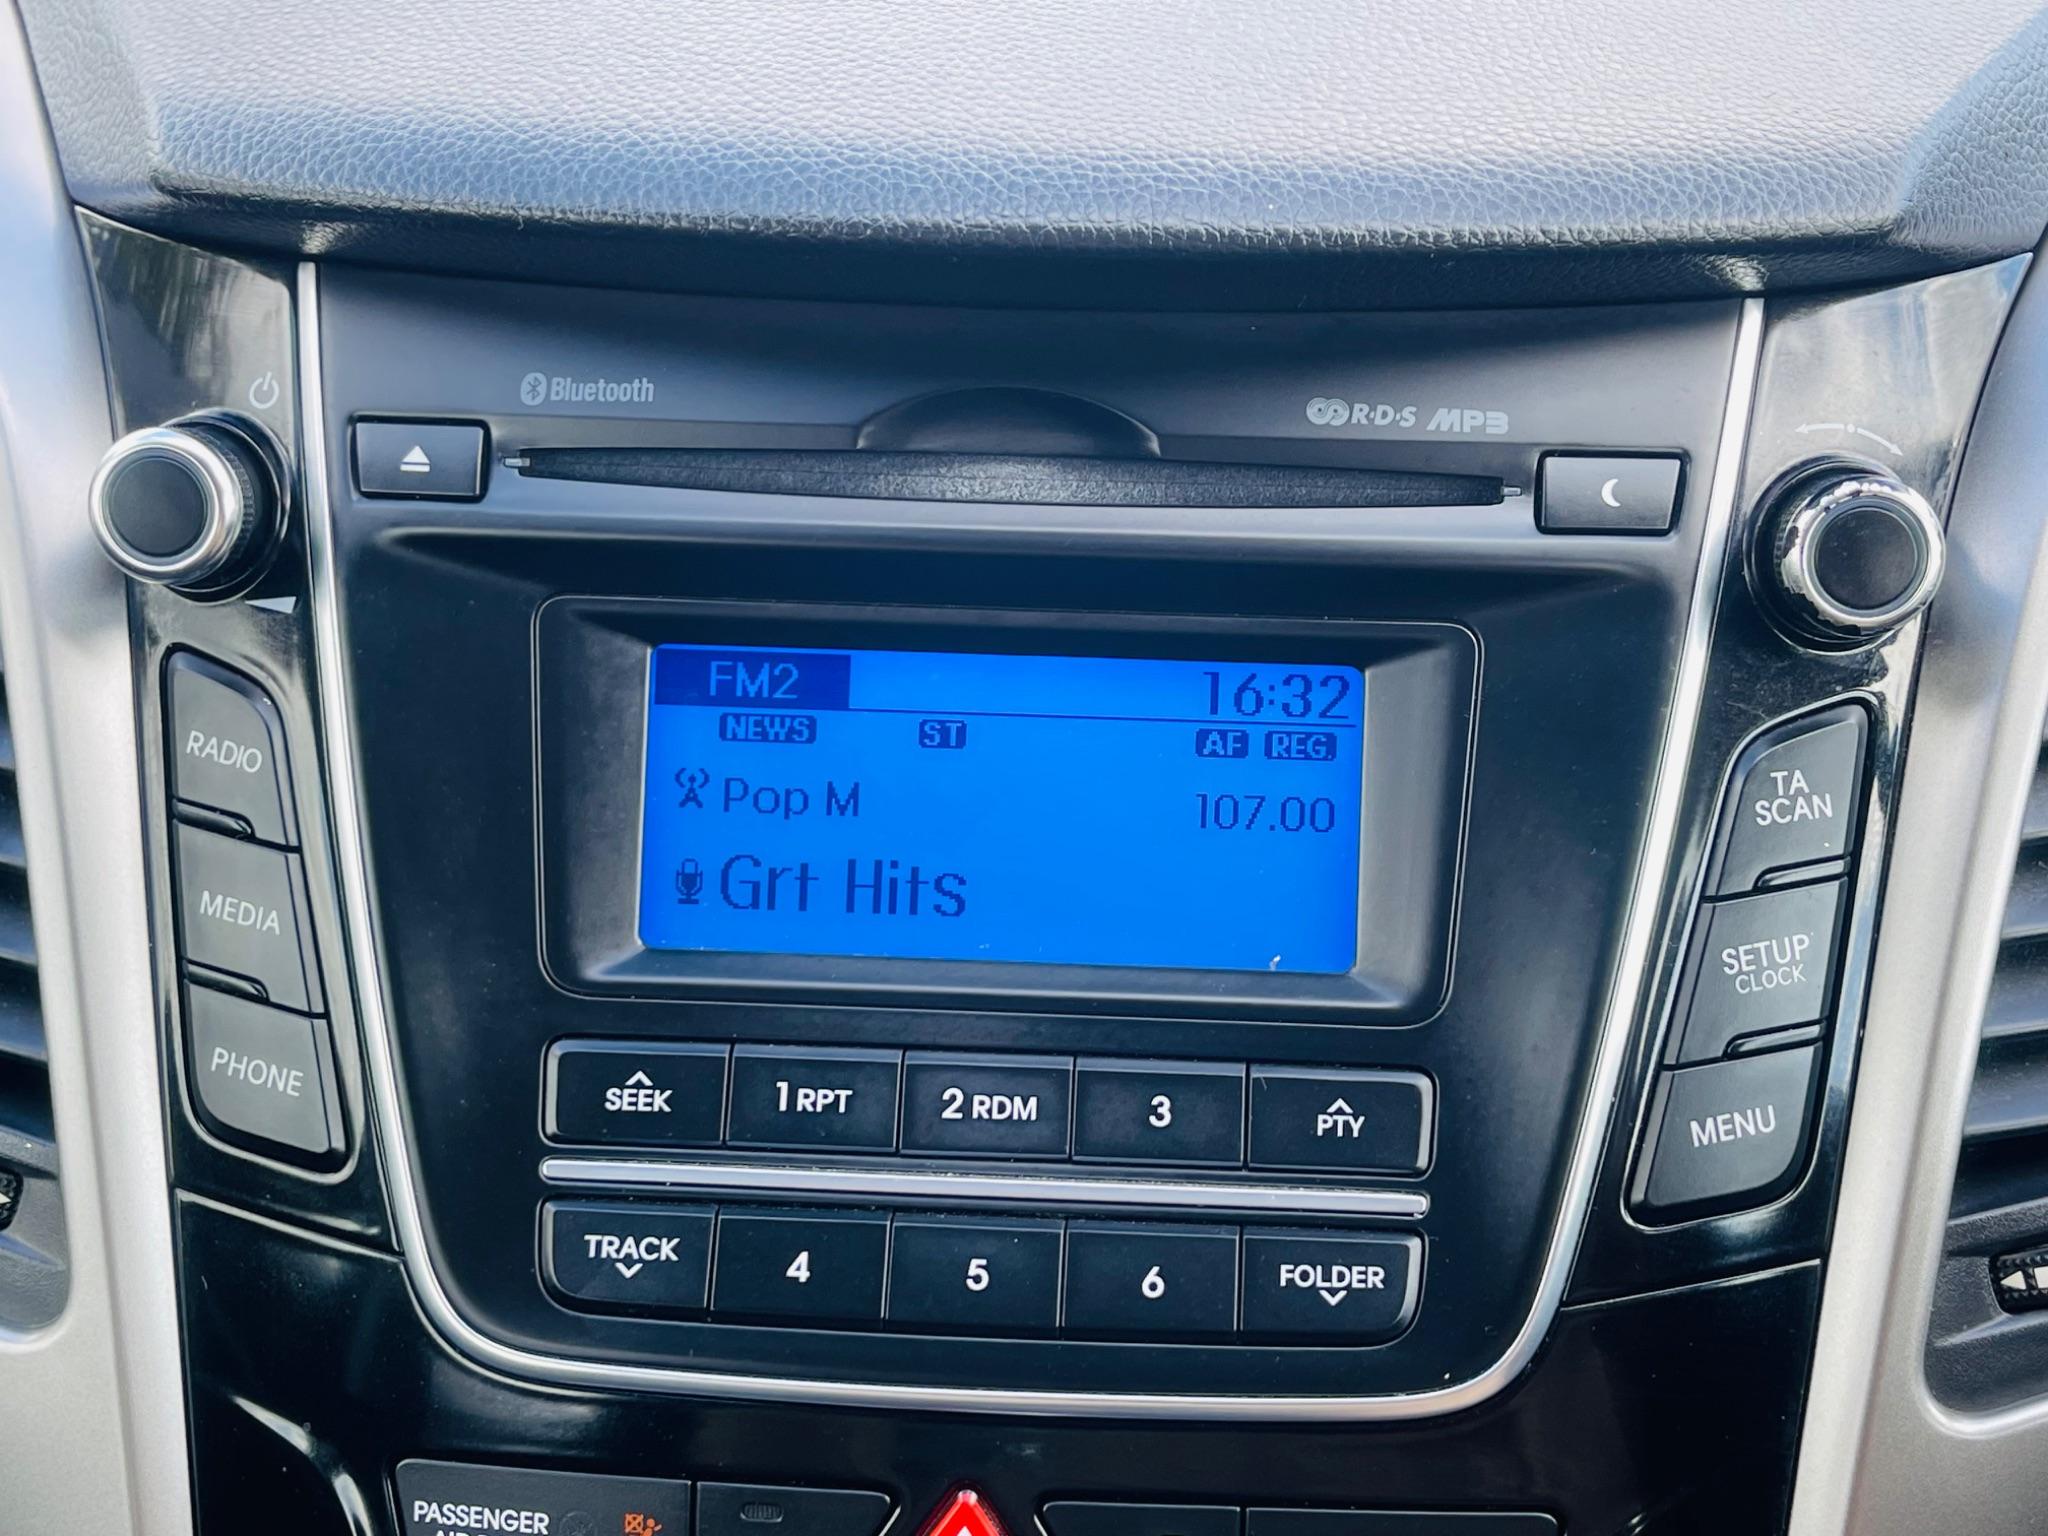 Bluetooth
R·D·S MP3
FM2 16:32
NEWS ST AF REG.
Pop M 107.00
Grt Hits
RADIO
MEDIA
PHONE
TA
SCAN
SETUP
CLOCK
MENU
SEEK 1 RPT 2 RDM 3 PTY
TRACK 4 5 6 FOLDER
PASSENGER